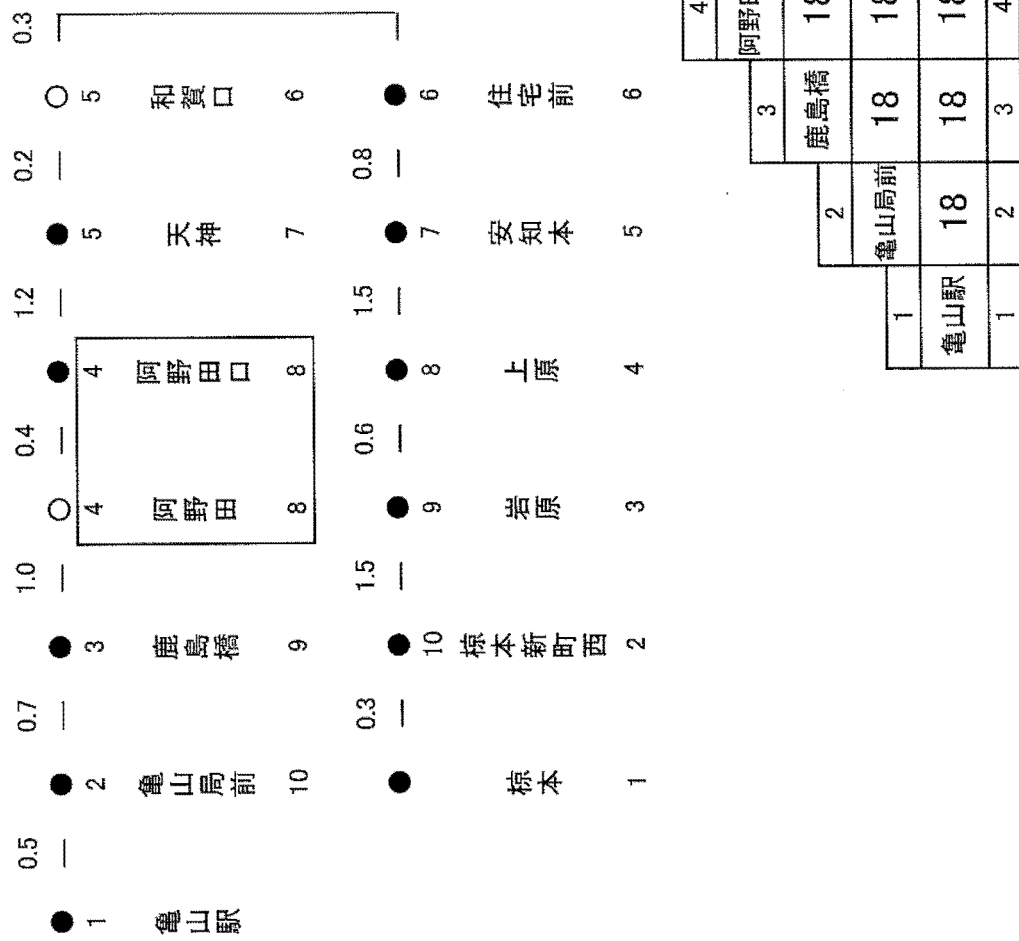 0.5 0.7 1.0 0.4 1.2 0.2 0.3
1 2 3 4 4 5 5
亀山駅 亀山局前 鹿島橋 阿野田 阿野田口 天神 和賀口
10 9 8 8 7 6
0.3 1.5 0.6 1.5 0.8
10 9 8 7 6
椋本 椋本新町西 岩原 上原 安知本 住宅前
1 2 3 4 5 6
4
3 阿野田
2 鹿島橋 18
1 亀山局前 18 18
亀山駅 18 18 18
1 2 3 4